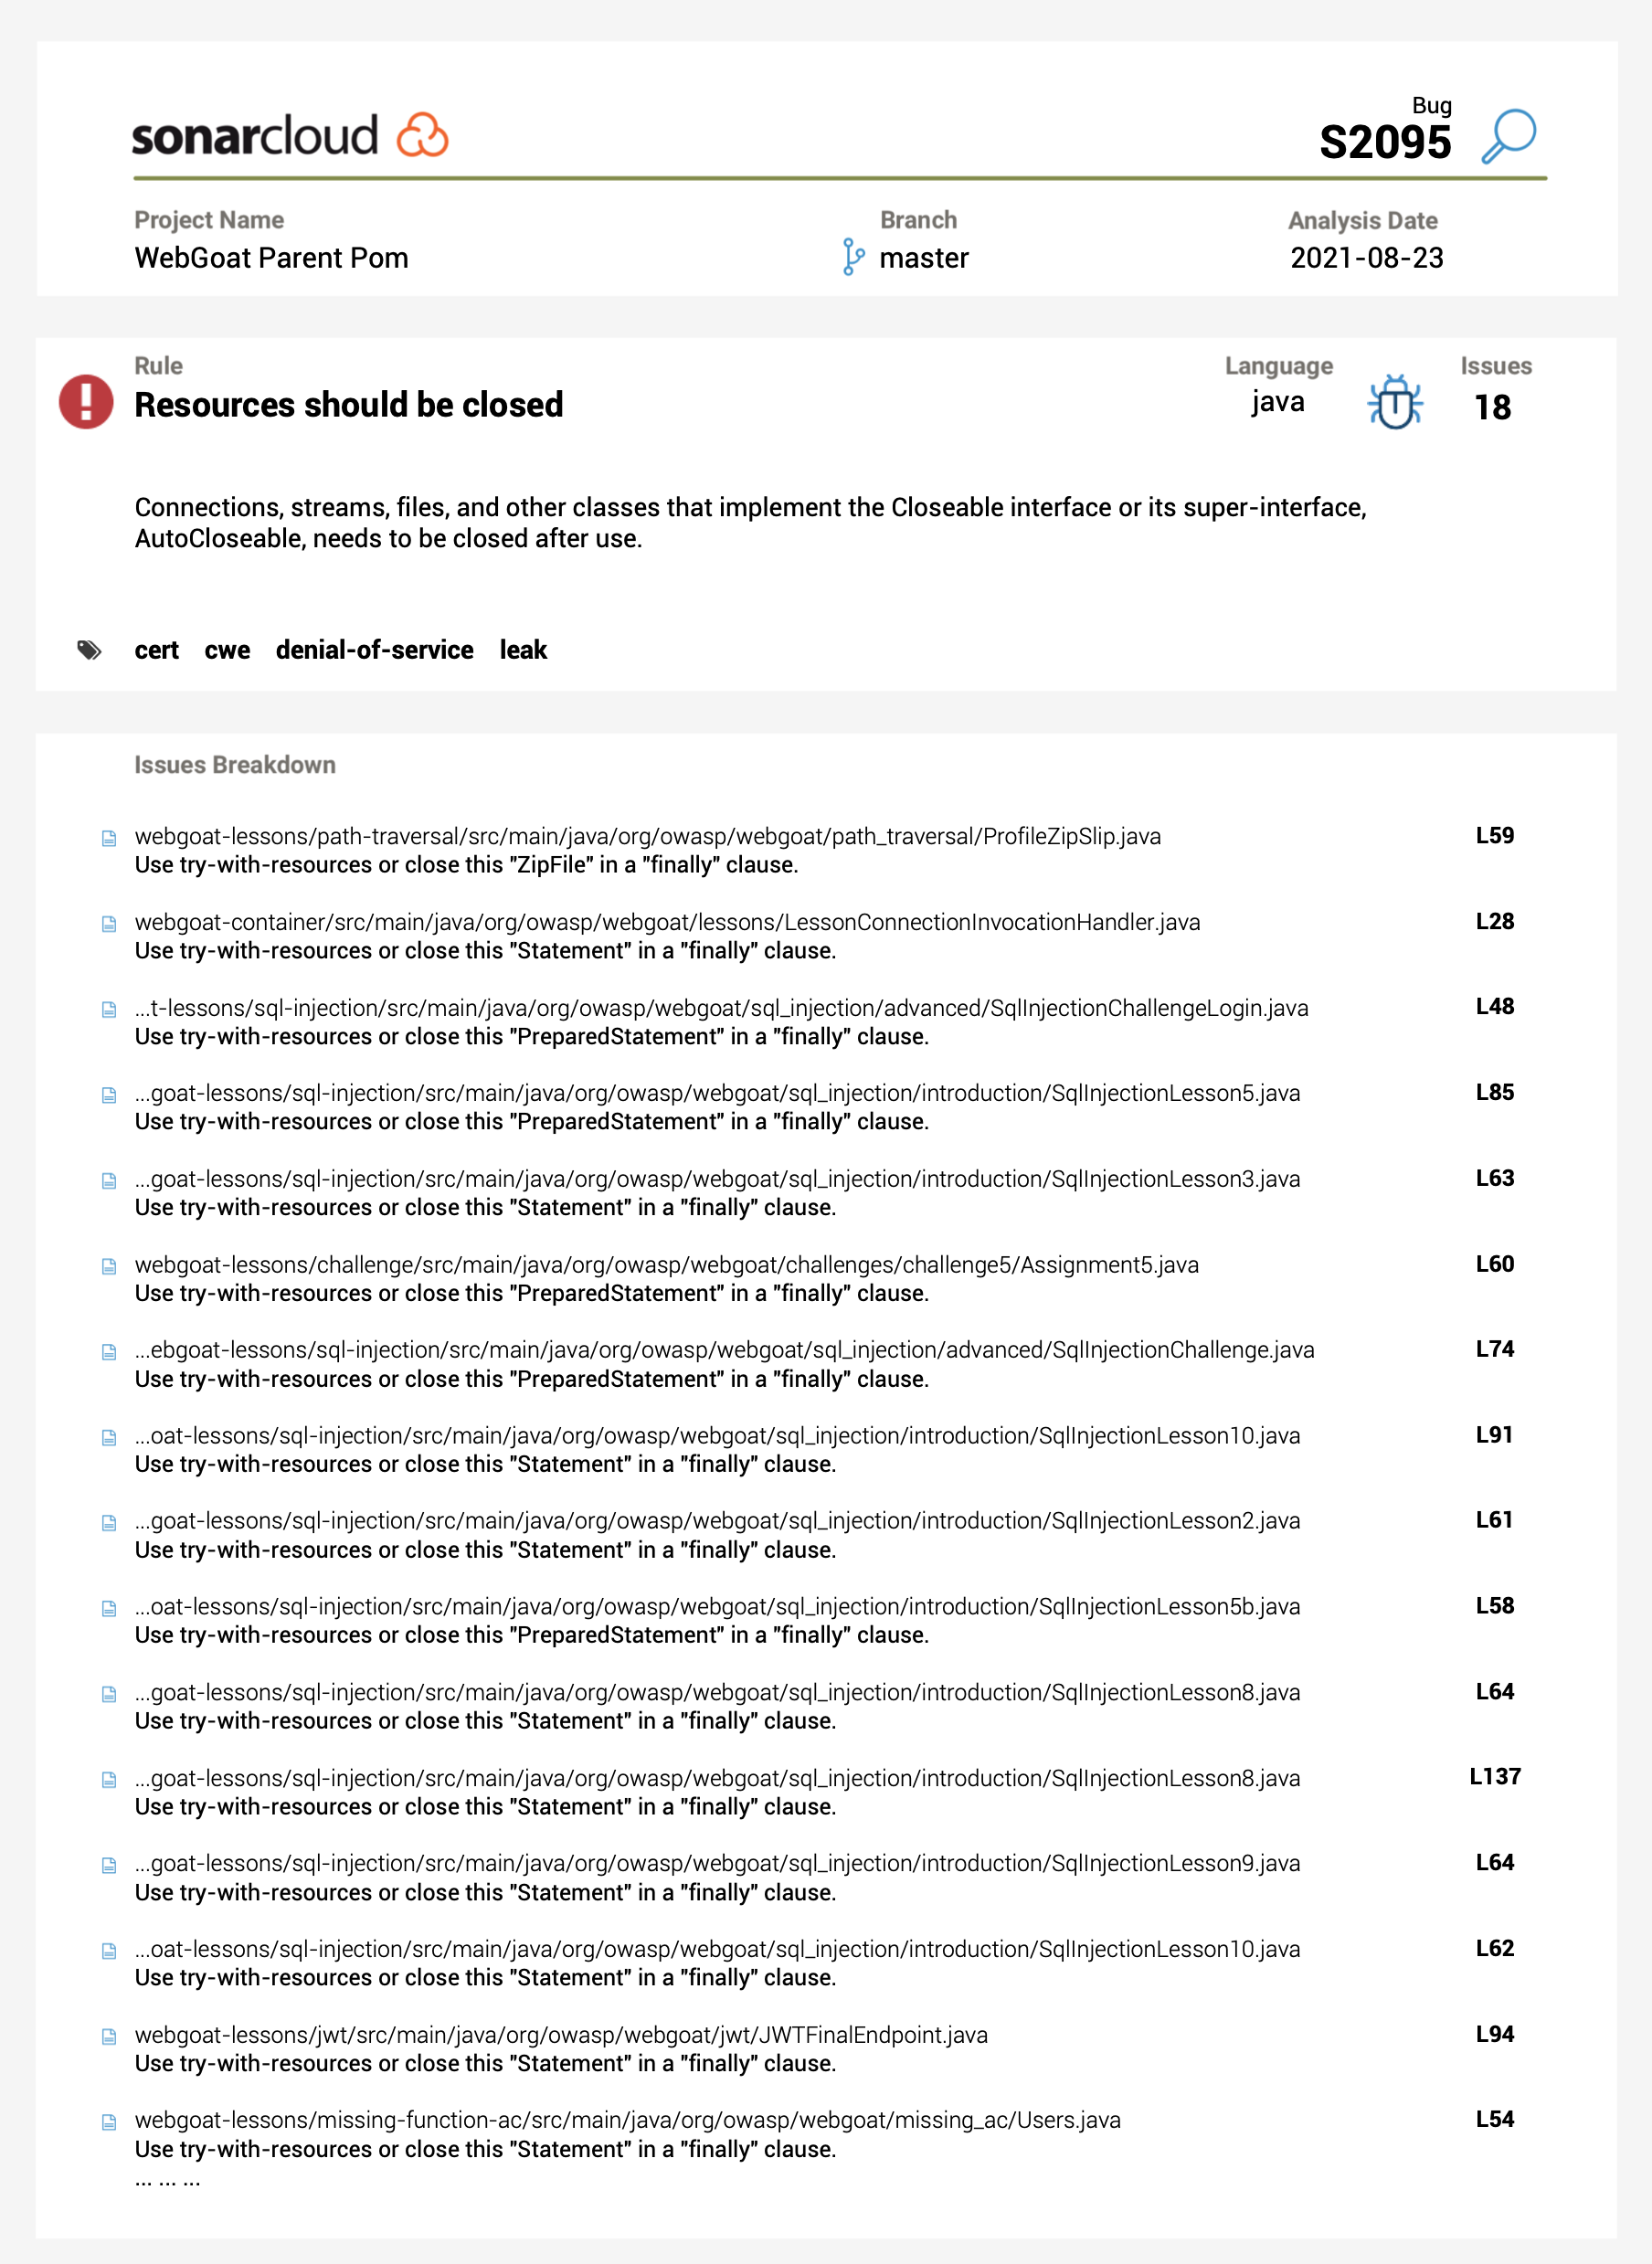 sonarcloud
Bug
S2095
Project Name
WebGoat Parent Pom
Branch
master
Analysis Date
2021-08-23
Rule
Resources should be closed
Language
java
Issues
18
Connections, streams, files, and other classes that implement the Closeable interface or its super-interface,
AutoCloseable, needs to be closed after use.
cert cwe denial-of-service leak
Issues Breakdown
webgoat-lessons/path-traversal/src/main/java/org/owasp/webgoat/path_traversal/ProfileZipSlip.java L59
Use try-with-resources or close this "ZipFile" in a "finally" clause.
webgoat-container/src/main/java/org/owasp/webgoat/lessons/LessonConnectionInvocationHandler.java L28
Use try-with-resources or close this "Statement" in a "finally" clause.
...t-lessons/sql-injection/src/main/java/org/owasp/webgoat/sql_injection/advanced/SqlInjectionChallengeLogin.java L48
Use try-with-resources or close this "PreparedStatement" in a "finally" clause.
...goat-lessons/sql-injection/src/main/java/org/owasp/webgoat/sql_injection/introduction/SqlInjectionLesson5.java L85
Use try-with-resources or close this "PreparedStatement" in a "finally" clause.
...goat-lessons/sql-injection/src/main/java/org/owasp/webgoat/sql_injection/introduction/SqlInjectionLesson3.java L63
Use try-with-resources or close this "Statement" in a "finally" clause.
webgoat-lessons/challenge/src/main/java/org/owasp/webgoat/challenges/challenge5/Assignment5.java L60
Use try-with-resources or close this "PreparedStatement" in a "finally" clause.
...ebgoat-lessons/sql-injection/src/main/java/org/owasp/webgoat/sql_injection/advanced/SqlInjectionChallenge.java L74
Use try-with-resources or close this "PreparedStatement" in a "finally" clause.
...oat-lessons/sql-injection/src/main/java/org/owasp/webgoat/sql_injection/introduction/SqlInjectionLesson10.java L91
Use try-with-resources or close this "Statement" in a "finally" clause.
...goat-lessons/sql-injection/src/main/java/org/owasp/webgoat/sql_injection/introduction/SqlInjectionLesson2.java L61
Use try-with-resources or close this "Statement" in a "finally" clause.
...oat-lessons/sql-injection/src/main/java/org/owasp/webgoat/sql_injection/introduction/SqlInjectionLesson5b.java L58
Use try-with-resources or close this "PreparedStatement" in a "finally" clause.
...goat-lessons/sql-injection/src/main/java/org/owasp/webgoat/sql_injection/introduction/SqlInjectionLesson8.java L64
Use try-with-resources or close this "Statement" in a "finally" clause.
...goat-lessons/sql-injection/src/main/java/org/owasp/webgoat/sql_injection/introduction/SqlInjectionLesson8.java L137
Use try-with-resources or close this "Statement" in a "finally" clause.
...goat-lessons/sql-injection/src/main/java/org/owasp/webgoat/sql_injection/introduction/SqlInjectionLesson9.java L64
Use try-with-resources or close this "Statement" in a "finally" clause.
...oat-lessons/sql-injection/src/main/java/org/owasp/webgoat/sql_injection/introduction/SqlInjectionLesson10.java L62
Use try-with-resources or close this "Statement" in a "finally" clause.
webgoat-lessons/jwt/src/main/java/org/owasp/webgoat/jwt/JWTFinalEndpoint.java L94
Use try-with-resources or close this "Statement" in a "finally" clause.
webgoat-lessons/missing-function-ac/src/main/java/org/owasp/webgoat/missing_ac/Users.java L54
Use try-with-resources or close this "Statement" in a "finally" clause.
... ... ...